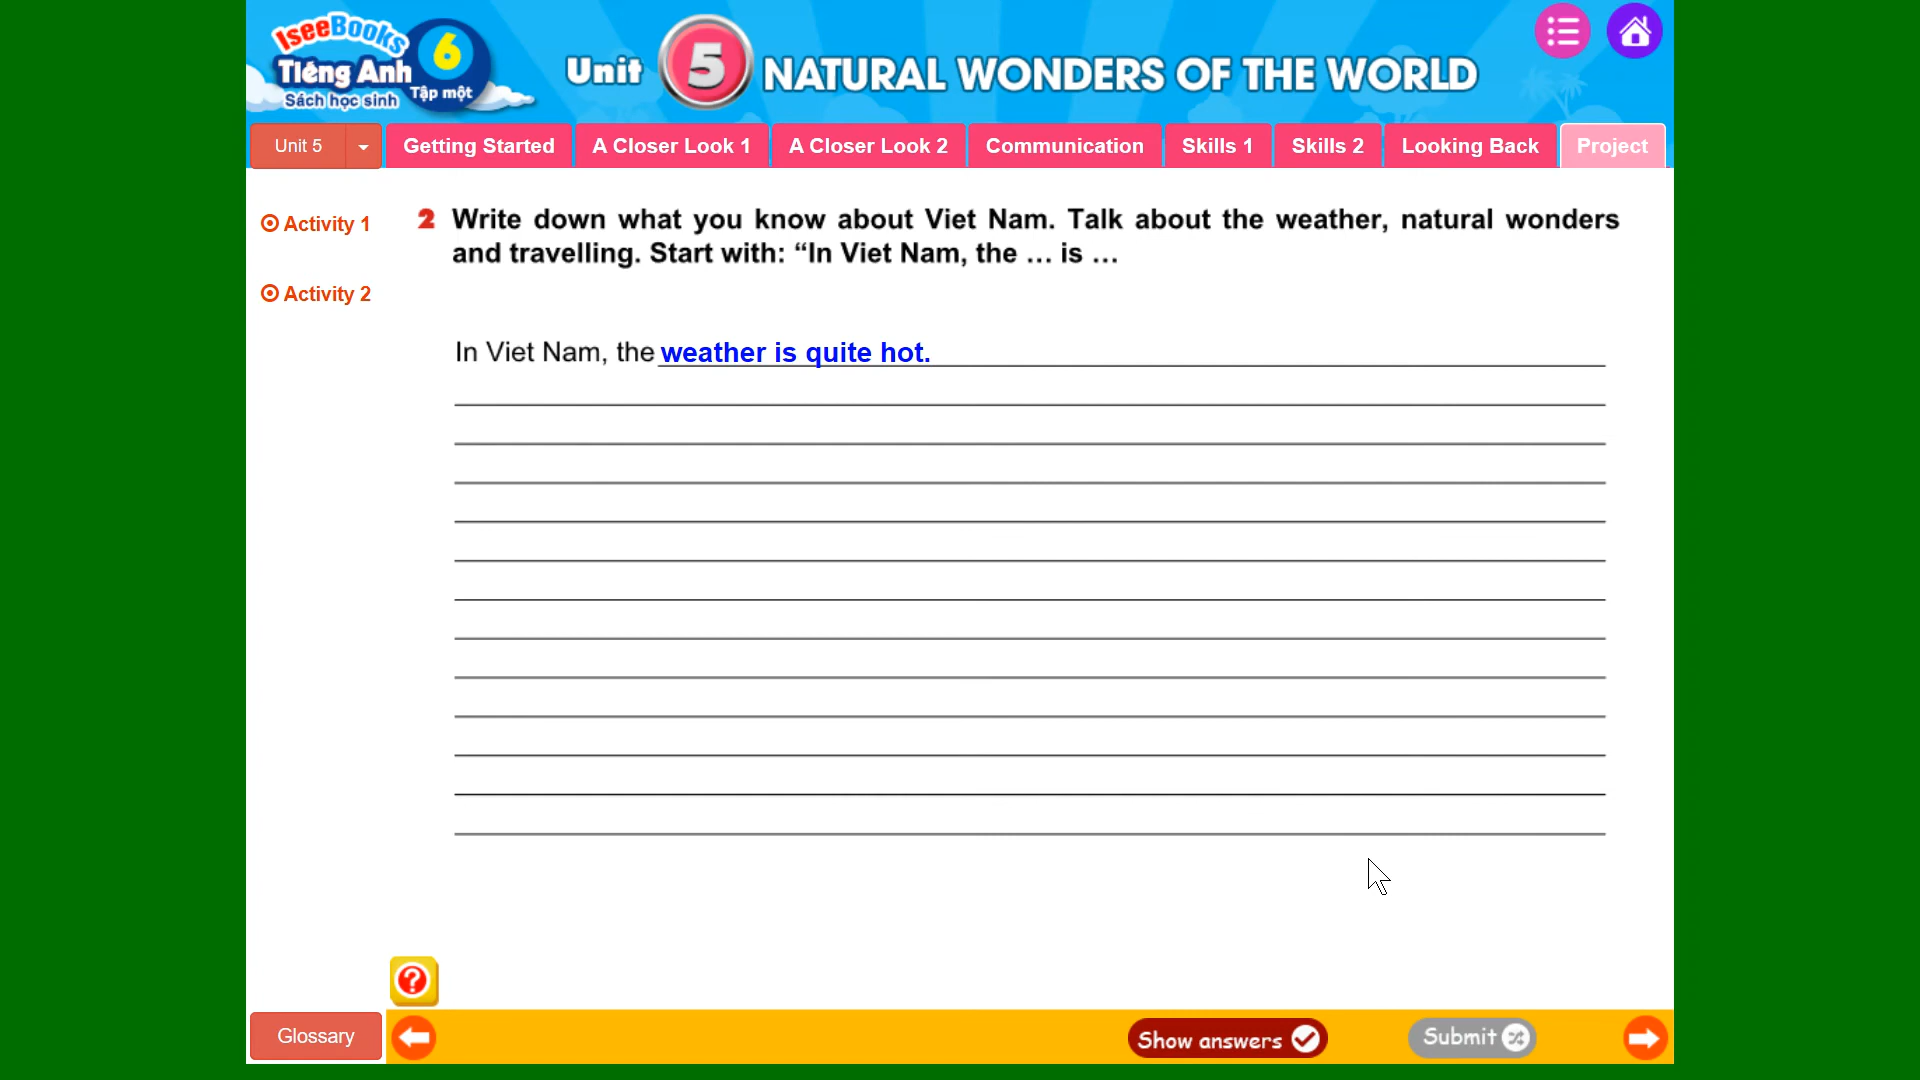 IseeBooks
Tiếng Anh 6
Tập một
Sách học sinh
Unit 5 NATURAL WONDERS OF THE WORLD
Unit 5 Getting Started A Closer Look 1 A Closer Look 2 Communication Skills 1 Skills 2 Looking Back Project
Activity 1
Activity 2
2 Write down what you know about Viet Nam. Talk about the weather, natural wonders
and travelling. Start with: “In Viet Nam, the ... is ...
In Viet Nam, the weather is quite hot.
?
Glossary Show answers Submit